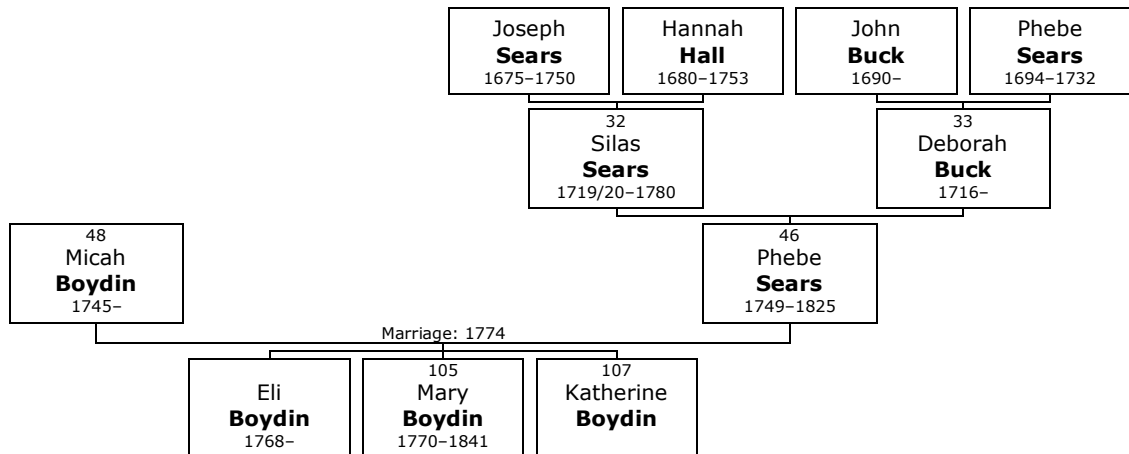 Joseph
Sears
1675–1750
Hannah
Hall
1680–1753
John
Buck
1690–
Phebe
Sears
1694–1732
32
Silas
Sears
1719/20–1780
33
Deborah
Buck
1716–
48
Micah
Boydin
1745–
46
Phebe
Sears
1749–1825
Marriage: 1774
Eli
Boydin
1768–
105
Mary
Boydin
1770–1841
107
Katherine
Boydin